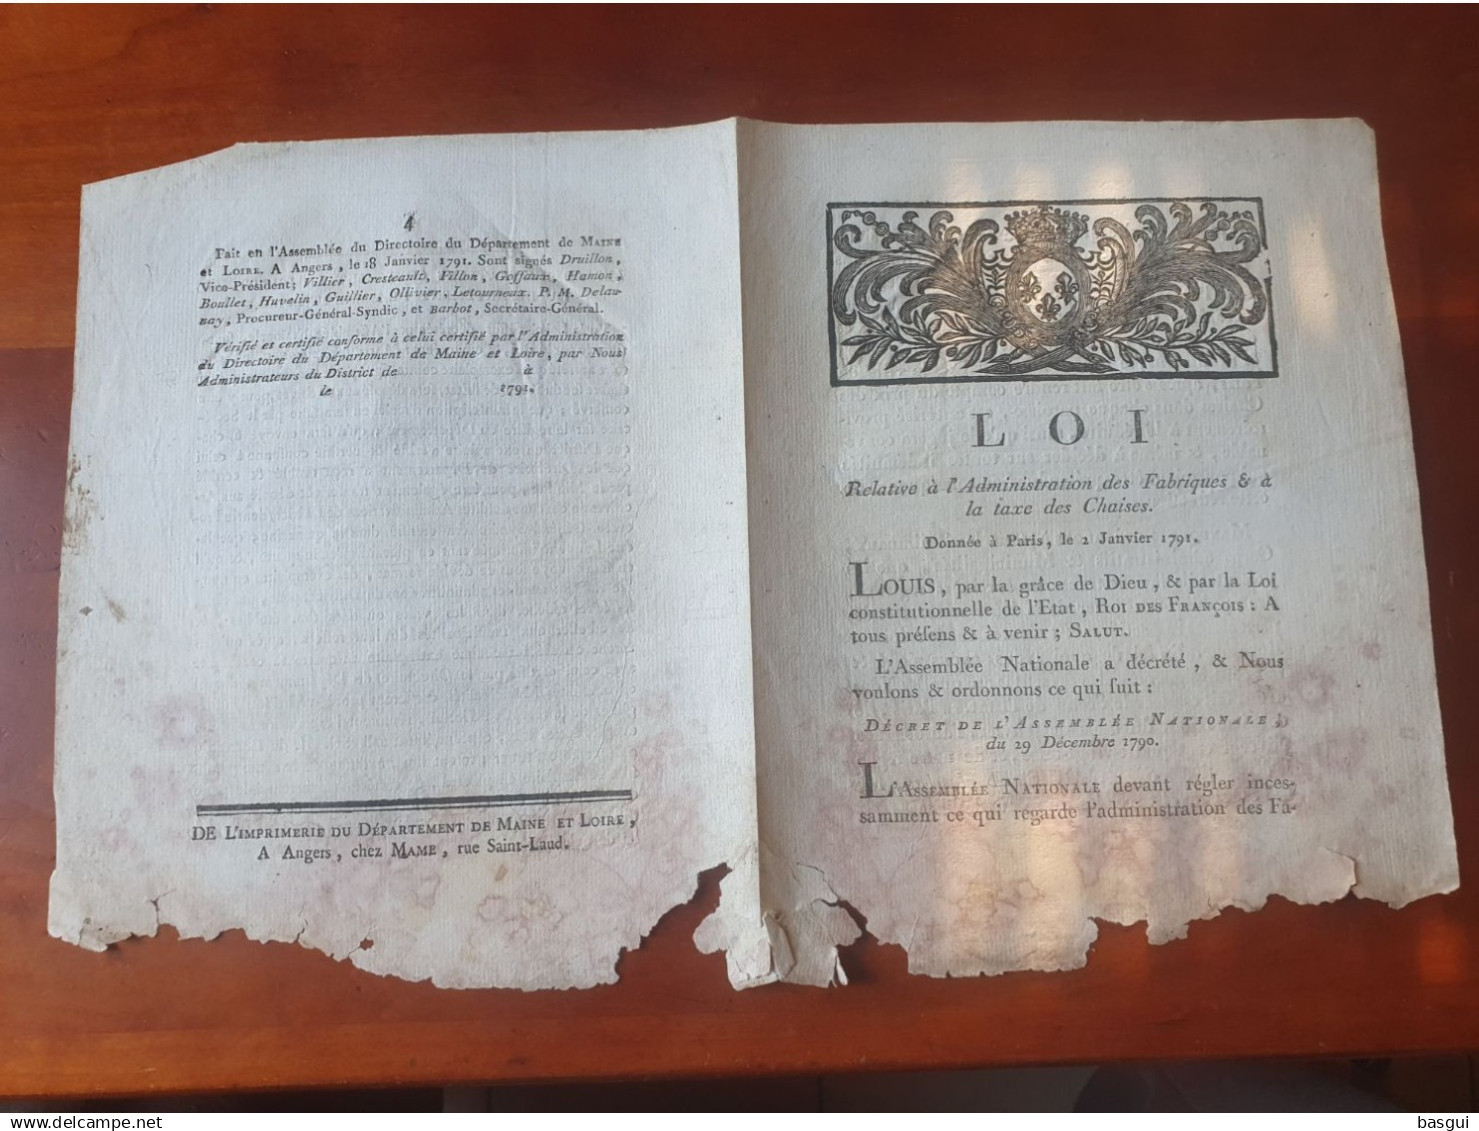 4
Fait en l'Assemblée du Directoire du Département de MAINE
et LOIRE. A Angers, le 18 Janvier 1791. Sont signés Druillon,
Vice-Président; Villier, Cresteault, Fillon, Goffaux, Hamon,
Boullet, Huvelin, Guillier, Ollivier, Letourneux. P. M. Delau-
nay, Procureur-Général-Syndic, et Barbot, Secrétaire-Général.
Vérifié et certifié conforme à celui certifié par l'Administration
du Directoire du Département de Maine et Loire, par Nous
Administrateurs du District de à
le 1791.
DE L'IMPRIMERIE DU DÉPARTEMENT DE MAINE ET LOIRE,
A Angers, chez MAME, rue Saint-Laud.
LOI
Relative à l'Administration des Fabriques & à
la taxe des Chaises.
Donnée à Paris, le 2 Janvier 1791.
LOUIS, par la grâce de Dieu, & par la Loi
constitutionnelle de l'Etat, ROI DES FRANÇOIS: A
tous préſens & à venir; SALUT.
L'Assemblée Nationale a décrété, & Nous
voulons & ordonnons ce qui ſuit:
DÉCRET DE L'ASSEMBLÉE NATIONALE,
du 29 Décembre 1790.
L'ASSEMBLÉE NATIONALE devant régler inces-
samment ce qui regarde l'administration des Fa-
basgui